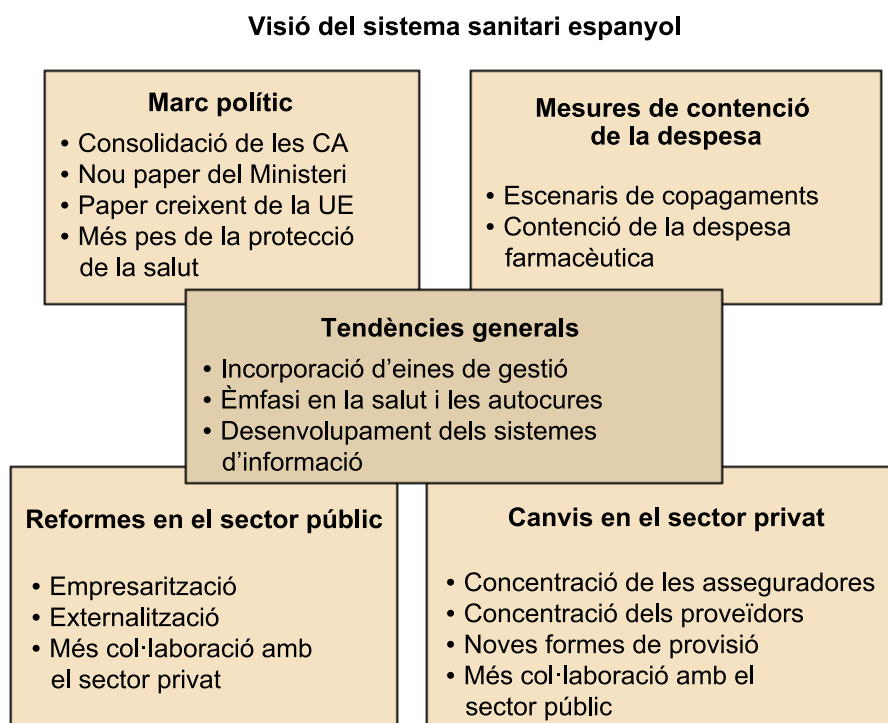 Visió del sistema sanitari espanyol
Marc polític
• Consolidació de les CA
• Nou paper del Ministeri
• Paper creixent de la UE
• Més pes de la protecció
de la salut
Mesures de contenció
de la despesa
• Escenaris de copagaments
• Contenció de la despesa
farmacèutica
Tendències generals
• Incorporació d’eines de gestió
• Èmfasi en la salut i les autocures
• Desenvolupament dels sistemes
d’informació
Reformes en el sector públic
• Empresarització
• Externalització
• Més col·laboració amb
el sector privat
Canvis en el sector privat
• Concentració de les asseguradores
• Concentració dels proveïdors
• Noves formes de provisió
• Més col·laboració amb el
sector públic